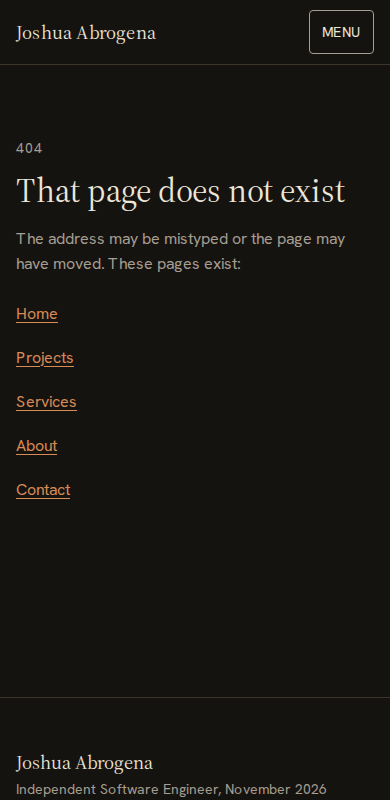 Joshua Abrogena
MENU
404
That page does not exist
The address may be mistyped or the page may
have moved. These pages exist:
Home
Projects
Services
About
Contact
Joshua Abrogena
Independent Software Engineer, November 2026